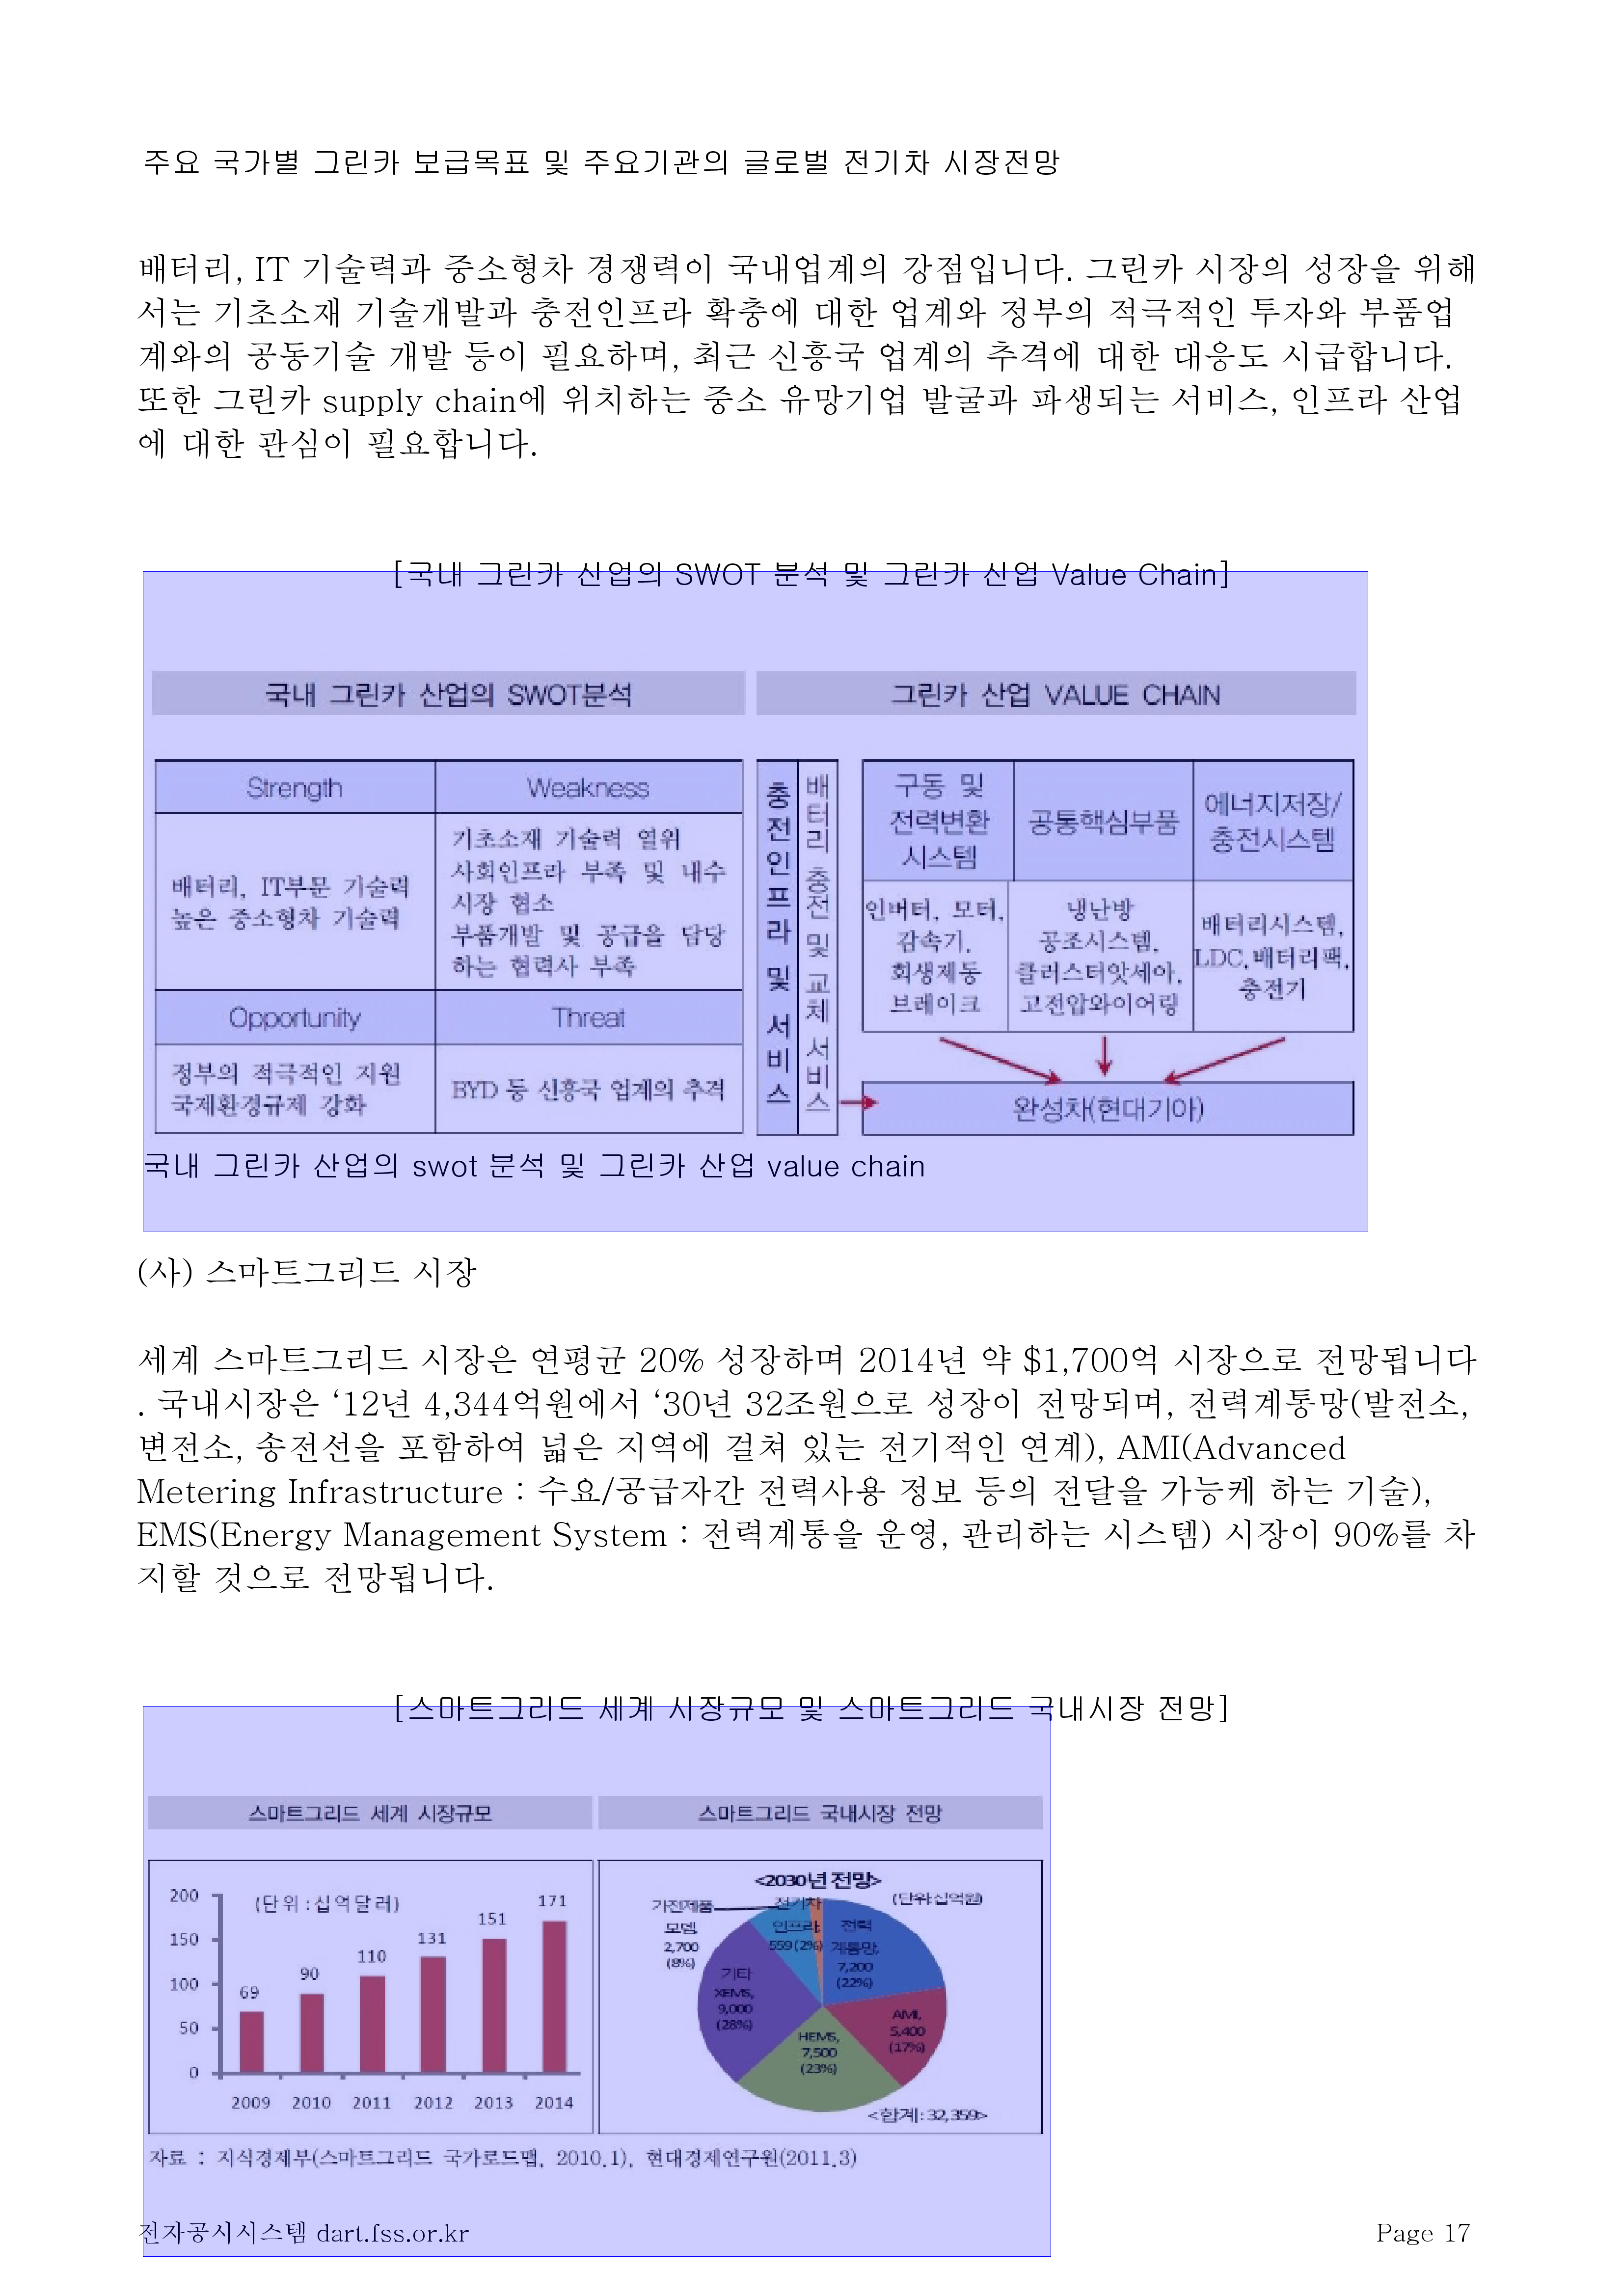 주요 국가별 그린카 보급목표 및 주요기관의 글로벌 전기차 시장전망
배터리, IT 기술력과 중소형차 경쟁력이 국내업계의 강점입니다. 그린카 시장의 성장을 위해
서는 기초소재 기술개발과 충전인프라 확충에 대한 업계와 정부의 적극적인 투자와 부품업
계와의 공동기술 개발 등이 필요하며, 최근 신흥국 업계의 추격에 대한 대응도 시급합니다.
또한 그린카 supply chain에 위치하는 중소 유망기업 발굴과 파생되는 서비스, 인프라 산업
에 대한 관심이 필요합니다.
[국내 그린카 산업의 SWOT 분석 및 그린카 산업 Value Chain]
국내 그린카 산업의 SWOT분석
Strength
Weakness
배터리, IT부문 기술력
높은 중소형차 기술력
기초소재 기술력 열위
사회인프라 부족 및 내수
시장 협소
부품개발 및 공급을 담당
하는 협력사 부족
Opportunity
Threat
정부의 적극적인 지원
국제환경규제 강화
BYD 등 신흥국 업계의 추격
그린카 산업 VALUE CHAIN
충전인프라 및 서비스
배터리 충전 및 교체 서비스
구동 및
전력변환
시스템
공통핵심부품
에너지저장/
충전시스템
인버터, 모터,
감속기,
회생제동
브레이크
냉난방
공조시스템,
클러스터앗세아,
고전압와이어링
배터리시스템,
LDC,배터리팩,
충전기
완성차(현대기아)
국내 그린카 산업의 swot 분석 및 그린카 산업 value chain
(사) 스마트그리드 시장
세계 스마트그리드 시장은 연평균 20% 성장하며 2014년 약 $1,700억 시장으로 전망됩니다
. 국내시장은 ‘12년 4,344억원에서 ‘30년 32조원으로 성장이 전망되며, 전력계통망(발전소,
변전소, 송전선을 포함하여 넓은 지역에 걸쳐 있는 전기적인 연계), AMI(Advanced
Metering Infrastructure : 수요/공급자간 전력사용 정보 등의 전달을 가능케 하는 기술),
EMS(Energy Management System : 전력계통을 운영, 관리하는 시스템) 시장이 90%를 차
지할 것으로 전망됩니다.
[스마트그리드 세계 시장규모 및 스마트그리드 국내시장 전망]
스마트그리드 세계 시장규모
(단위:십억달러)
200
150
100
50
0
69
90
110
131
151
171
2009 2010 2011 2012 2013 2014
스마트그리드 국내시장 전망
<2030년 전망>
(단위:십억원)
가전제품
모뎀,
2,700
(8%)
전기차
인프라,
559(2%)
전력
계통망,
7,200
(22%)
기타
XEMS,
9,000
(28%)
AMI,
5,400
(17%)
HEMS,
7,500
(23%)
<합계:32,359>
자료 : 지식경제부(스마트그리드 국가로드맵, 2010.1), 현대경제연구원(2011.3)
전자공시시스템 dart.fss.or.kr
Page 17